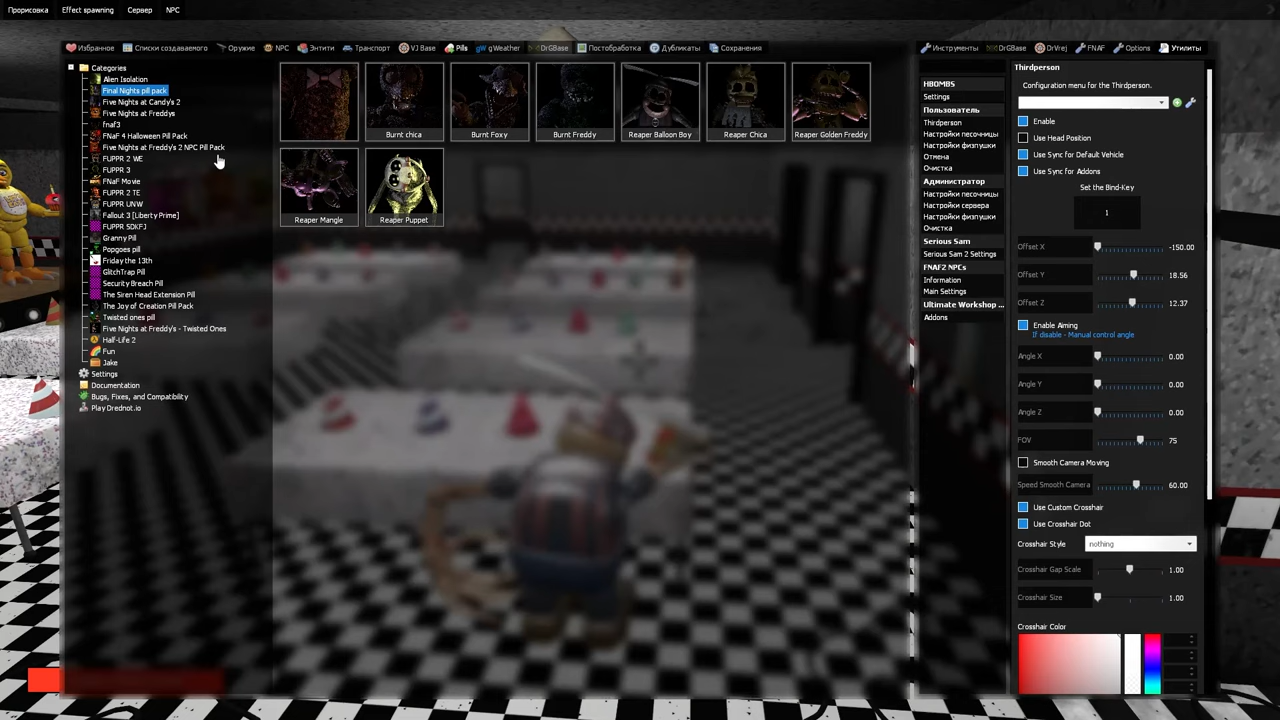 Прорисовка Effect spawning Сервер NPC
Избранное Списки создаваемого Оружие NPC Энтити Транспорт VJ Base Pills gWeather DrGBase Постобработка Дубликаты Сохранения
Инструменты DrGBase DrVrej FNAF Options Утилиты
Categories
Alien Isolation
Final Nights pill pack
Five Nights at Candy's 2
Five Nights at Freddys
fnaf3
FNaF 4 Halloween Pill Pack
Five Nights at Freddy's 2 NPC Pill Pack
FUPPR 2 WE
FUPPR 3
FNaF Movie
FUPPR 2 TE
FUPPR UNW
Fallout 3 [Liberty Prime]
FUPPR SDKFJ
Granny Pill
Popgoes pill
Friday the 13th
GlitchTrap Pill
Security Breach Pill
The Siren Head Extension Pill
The Joy of Creation Pill Pack
Twisted ones pill
Five Nights at Freddy's - Twisted Ones
Half-Life 2
Fun
Jake
Settings
Documentation
Bugs, Fixes, and Compatibility
Play Drednot.io
Burnt chica
Burnt Foxy
Burnt Freddy
Reaper Balloon Boy
Reaper Chica
Reaper Golden Freddy
Reaper Mangle
Reaper Puppet
HBOMBS
Settings
Пользователь
Thirdperson
Настройки песочницы
Настройки физпушки
Отмена
Очистка
Администратор
Настройки песочницы
Настройки сервера
Настройки физпушки
Очистка
Serious Sam
Serious Sam 2 Settings
FNAF2 NPCs
Information
Main Settings
Ultimate Workshop ...
Addons
Thirdperson
Configuration menu for the Thirdperson.
Enable
Use Head Position
Use Sync for Default Vehicle
Use Sync for Addons
Set the Bind-Key
1
Offset X -150.00
Offset Y 18.56
Offset Z 12.37
Enable Aiming
If disable - Manual control angle
Angle X 0.00
Angle Y 0.00
Angle Z 0.00
FOV 75
Smooth Camera Moving
Speed Smooth Camera 60.00
Use Custom Crosshair
Use Crosshair Dot
Crosshair Style nothing
Crosshair Gap Scale 1.00
Crosshair Size 1.00
Crosshair Color